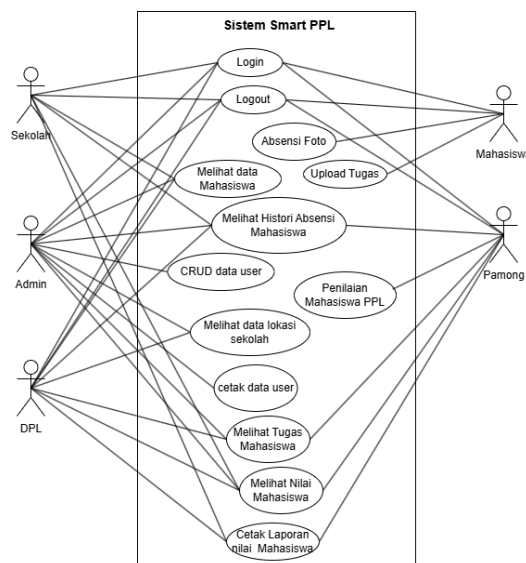 Sistem Smart PPL
Login
Logout
Sekolah
Mahasiswa
Absensi Foto
Upload Tugas
Melihat data
Mahasiswa
Melihat Histori Absensi
Mahasiswa
Admin
Pamong
CRUD data user
Penilaian
Mahasiswa PPL
Melihat data lokasi
sekolah
cetak data user
DPL
Melihat Tugas
Mahasiswa
Melihat Nilai
Mahasiswa
Cetak Laporan
nilai Mahasiswa